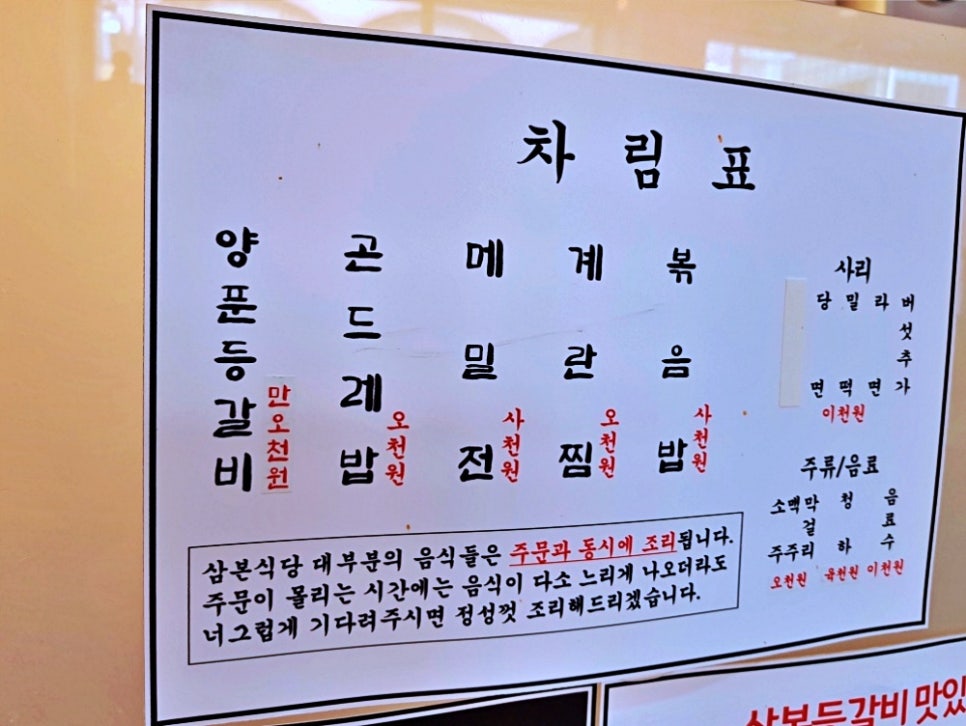 차림표
양푼등갈비
만오천원
곤드레밥
오천원
메밀전
사천원
계란찜
오천원
볶음밥
사천원
사리
당면
밀떡
라면
버섯추가
이천원
주류/음료
소주
맥주
막걸리
청하
음료수
오천원 육천원 이천원
삼본식당 대부분의 음식들은 주문과 동시에 조리됩니다.
주문이 몰리는 시간에는 음식이 다소 느리게 나오더라도
너그럽게 기다려주시면 정성껏 조리해드리겠습니다.
삼본등갈비 맛있